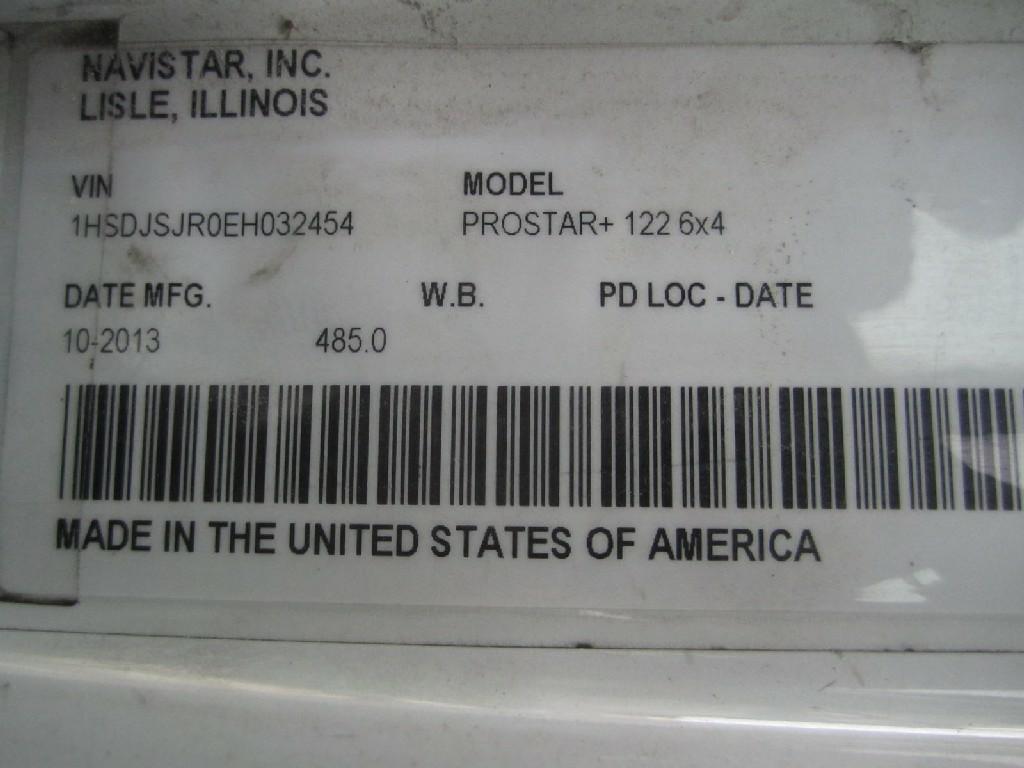 NAVISTAR, INC.
LISLE, ILLINOIS
VIN MODEL
1HSDJSJR0EH032454 PROSTAR+ 122 6x4
DATE MFG. W.B. PD LOC - DATE
10-2013 485.0
MADE IN THE UNITED STATES OF AMERICA